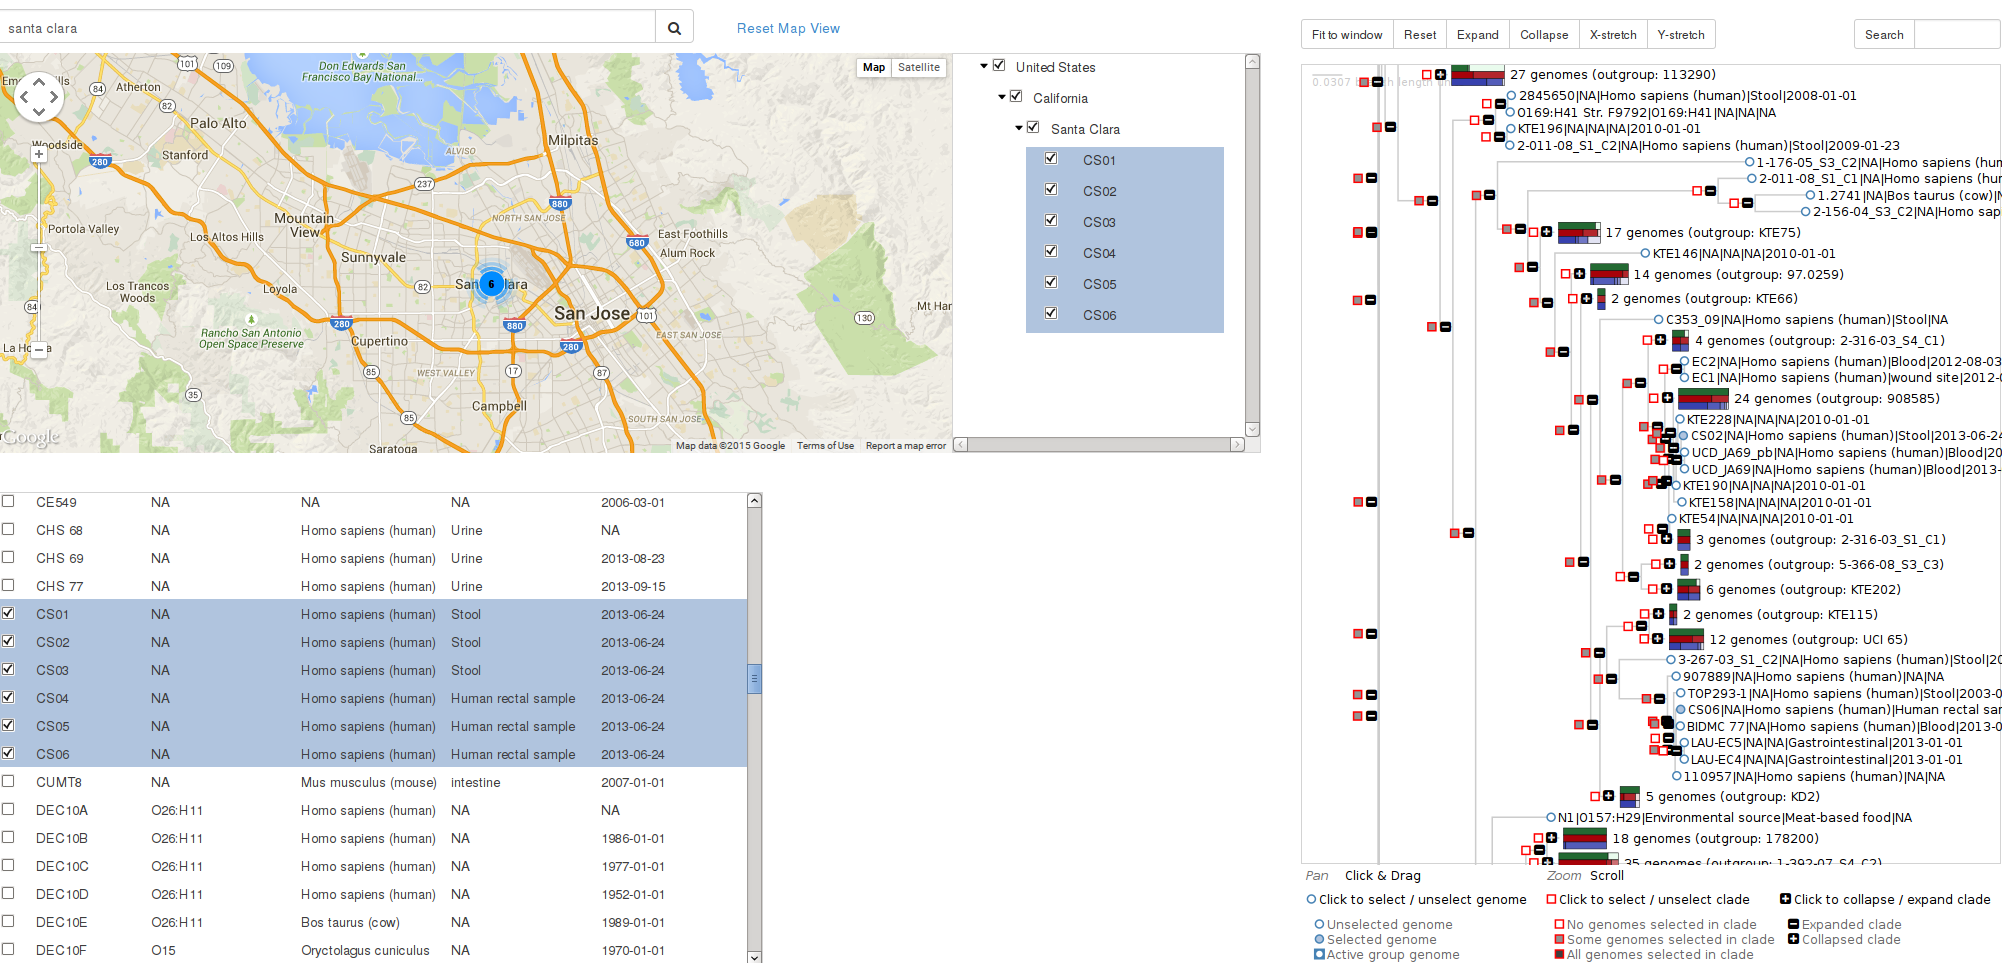 santa clara
Reset Map View
Don Edwards San
Francisco Bay National...
Map Satellite
101
109
84
Atherton
82
Palo Alto
Woodside
Stanford
280
ALVISO
Milpitas
237
880
NORTH SAN JOSE
Mountain
View
Portola Valley
Los Altos Hills
680
East Foothills
Alum Rock
Sunnyvale
Los Trancos
Woods
Loyola
82
6
84
San Jose
101
130
Rancho San Antonio
Open Space Preserve
280
880
EAST SAN JOSE
Cupertino
280
WEST VALLEY
85
17
87
35
Campbell
85
SOUTH SAN JOSE
Google
Saratoga
Map data ©2015 Google Terms of Use Report a map error
United States
California
Santa Clara
CS01
CS02
CS03
CS04
CS05
CS06
CE549 NA NA NA 2006-03-01
CHS 68 NA Homo sapiens (human) Urine NA
CHS 69 NA Homo sapiens (human) Urine 2013-08-23
CHS 77 NA Homo sapiens (human) Urine 2013-09-15
CS01 NA Homo sapiens (human) Stool 2013-06-24
CS02 NA Homo sapiens (human) Stool 2013-06-24
CS03 NA Homo sapiens (human) Stool 2013-06-24
CS04 NA Homo sapiens (human) Human rectal sample 2013-06-24
CS05 NA Homo sapiens (human) Human rectal sample 2013-06-24
CS06 NA Homo sapiens (human) Human rectal sample 2013-06-24
CUMT8 NA Mus musculus (mouse) intestine 2007-01-01
DEC10A O26:H11 Homo sapiens (human) NA NA
DEC10B O26:H11 Homo sapiens (human) NA 1986-01-01
DEC10C O26:H11 Homo sapiens (human) NA 1977-01-01
DEC10D O26:H11 Homo sapiens (human) NA 1952-01-01
DEC10E O26:H11 Bos taurus (cow) NA 1989-01-01
DEC10F O15 Oryctolagus cuniculus NA 1970-01-01
Fit to window Reset Expand Collapse X-stretch Y-stretch Search
27 genomes (outgroup: 113290)
0.0307
2845650|NA|Homo sapiens (human)|Stool|2008-01-01
O169:H41 Str. F9792|O169:H41|NA|NA|NA
KTE196|NA|NA|NA|2010-01-01
2-011-08_S1_C2|NA|Homo sapiens (human)|Stool|2009-01-23
1-176-05_S3_C2|NA|Homo sapiens (hum
2-011-08_S1_C1|NA|Homo sapiens (hum
1.2741|NA|Bos taurus (cow)|N
2-156-04_S3_C2|NA|Homo sap
17 genomes (outgroup: KTE75)
KTE146|NA|NA|NA|2010-01-01
14 genomes (outgroup: 97.0259)
2 genomes (outgroup: KTE66)
C353_09|NA|Homo sapiens (human)|Stool|NA
4 genomes (outgroup: 2-316-03_S4_C1)
EC2|NA|Homo sapiens (human)|Blood|2012-08-03
EC1|NA|Homo sapiens (human)|wound site|2012-0
24 genomes (outgroup: 908585)
KTE228|NA|NA|NA|2010-01-01
CS02|NA|Homo sapiens (human)|Stool|2013-06-24
UCD_JA69_pb|NA|Homo sapiens (human)|Blood|20
UCD_JA69|NA|Homo sapiens (human)|Blood|2013-
KTE190|NA|NA|NA|2010-01-01
KTE158|NA|NA|NA|2010-01-01
KTE54|NA|NA|NA|2010-01-01
3 genomes (outgroup: 2-316-03_S1_C1)
2 genomes (outgroup: 5-366-08_S3_C3)
6 genomes (outgroup: KTE202)
2 genomes (outgroup: KTE115)
12 genomes (outgroup: UCI 65)
3-267-03_S1_C2|NA|Homo sapiens (human)|Stool|20
907889|NA|Homo sapiens (human)|NA|NA
TOP293-1|NA|Homo sapiens (human)|Stool|2003-0
CS06|NA|Homo sapiens (human)|Human rectal sar
BIDMC 77|NA|Homo sapiens (human)|Blood|2013-0
LAU-EC5|NA|NA|Gastrointestinal|2013-01-01
LAU-EC4|NA|NA|Gastrointestinal|2013-01-01
110957|NA|Homo sapiens (human)|NA|NA
5 genomes (outgroup: KD2)
N1|O157:H29|Environmental source|Meat-based food|NA
18 genomes (outgroup: 178200)
35 genomes (outgroup: 1-392-07_S4_C2)
Pan Click & Drag Zoom Scroll
Click to select / unselect genome Click to select / unselect clade Click to collapse / expand clade
Unselected genome No genomes selected in clade Expanded clade
Selected genome Some genomes selected in clade Collapsed clade
Active group genome All genomes selected in clade